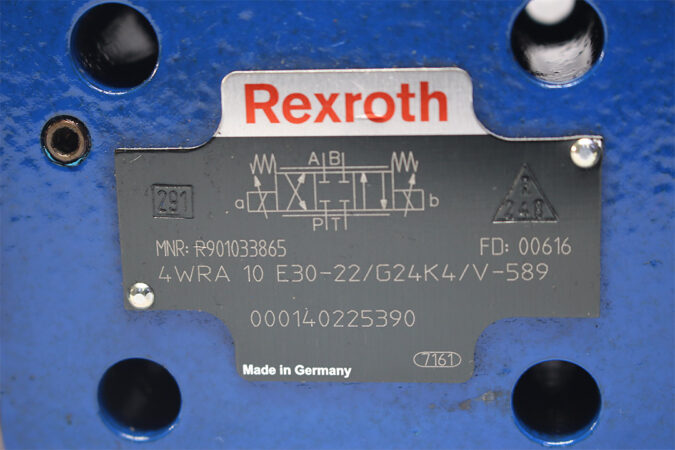 Rexroth
A B
291
a
b
P T
MNR: R901033865
FD: 00616
4WRA 10 E30-22/G24K4/V-589
000140225390
Made in Germany
7161